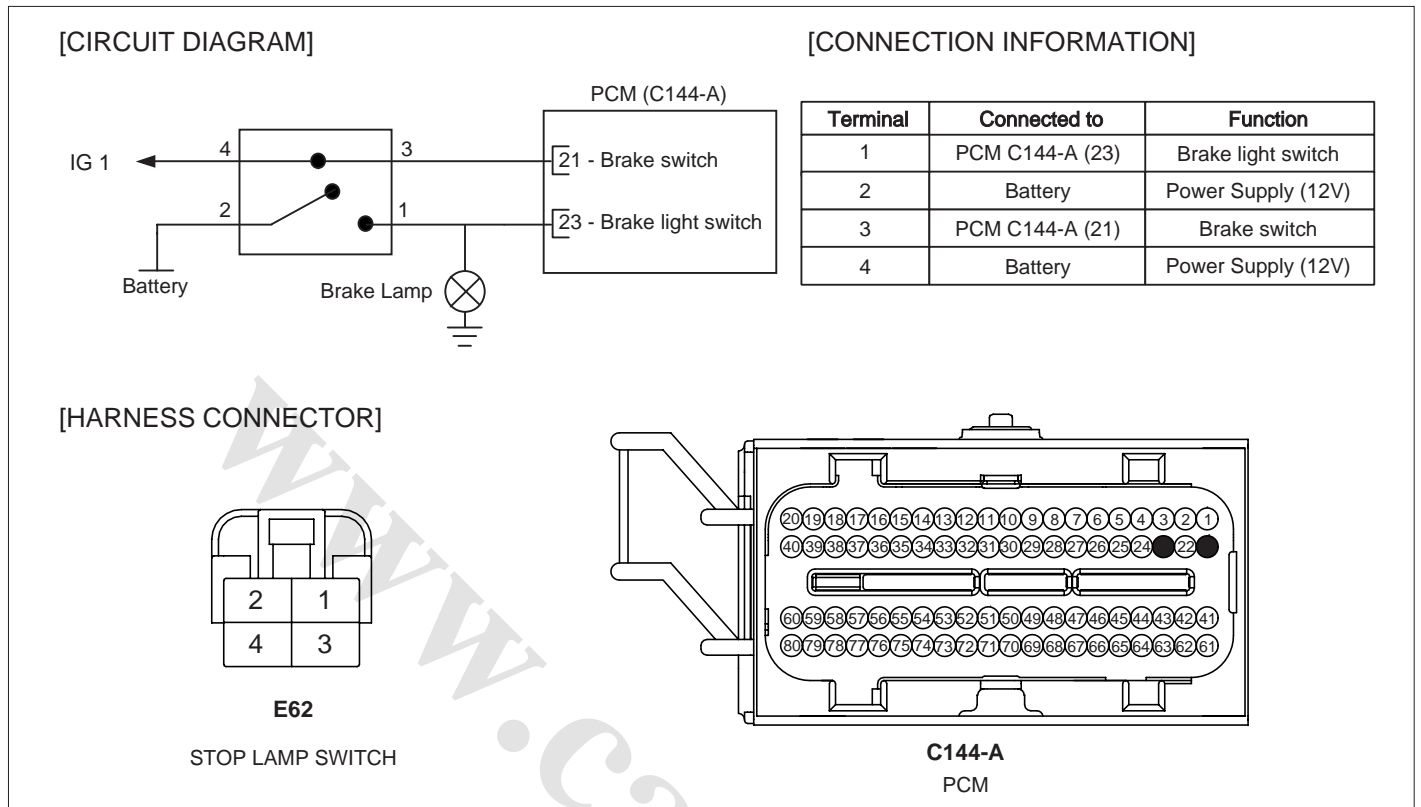 [CIRCUIT DIAGRAM]
PCM (C144-A)
IG 1
4
3
21 - Brake switch
2
1
23 - Brake light switch
Battery
Brake Lamp
[CONNECTION INFORMATION]
Terminal Connected to Function
1 PCM C144-A (23) Brake light switch
2 Battery Power Supply (12V)
3 PCM C144-A (21) Brake switch
4 Battery Power Supply (12V)
[HARNESS CONNECTOR]
2 1
4 3
E62
STOP LAMP SWITCH
20 19 18 17 16 15 14 13 12 11 10 9 8 7 6 5 4 3 2 1
40 39 38 37 36 35 34 33 32 31 30 29 28 27 26 25 24 22
60 59 58 57 56 55 54 53 52 51 50 49 48 47 46 45 44 43 42 41
80 79 78 77 76 75 74 73 72 71 70 69 68 67 66 65 64 63 62 61
C144-A
PCM
www.ca